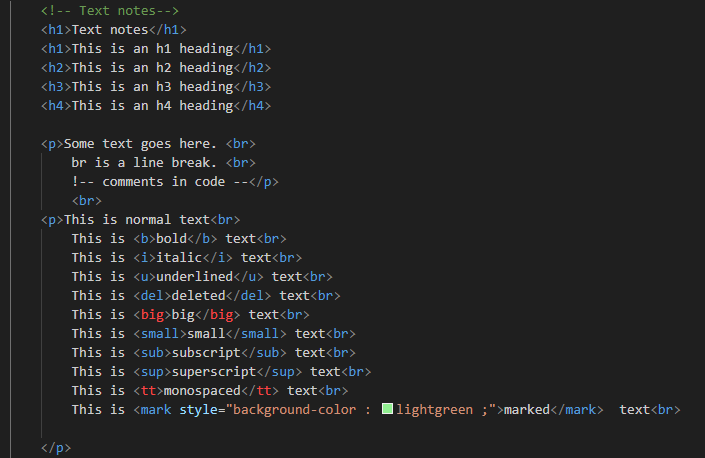 <!-- Text notes-->
<h1>Text notes</h1>
<h1>This is an h1 heading</h1>
<h2>This is an h2 heading</h2>
<h3>This is an h3 heading</h3>
<h4>This is an h4 heading</h4>
<p>Some text goes here. <br>
br is a line break. <br>
!-- comments in code --</p>
<br>
<p>This is normal text<br>
This is <b>bold</b> text<br>
This is <i>italic</i> text<br>
This is <u>underlined</u> text<br>
This is <del>deleted</del> text<br>
This is <big>big</big> text<br>
This is <small>small</small> text<br>
This is <sub>subscript</sub> text<br>
This is <sup>superscript</sup> text<br>
This is <tt>monospaced</tt> text<br>
This is <mark style="background-color : lightgreen ;">marked</mark>  text<br>
</p>